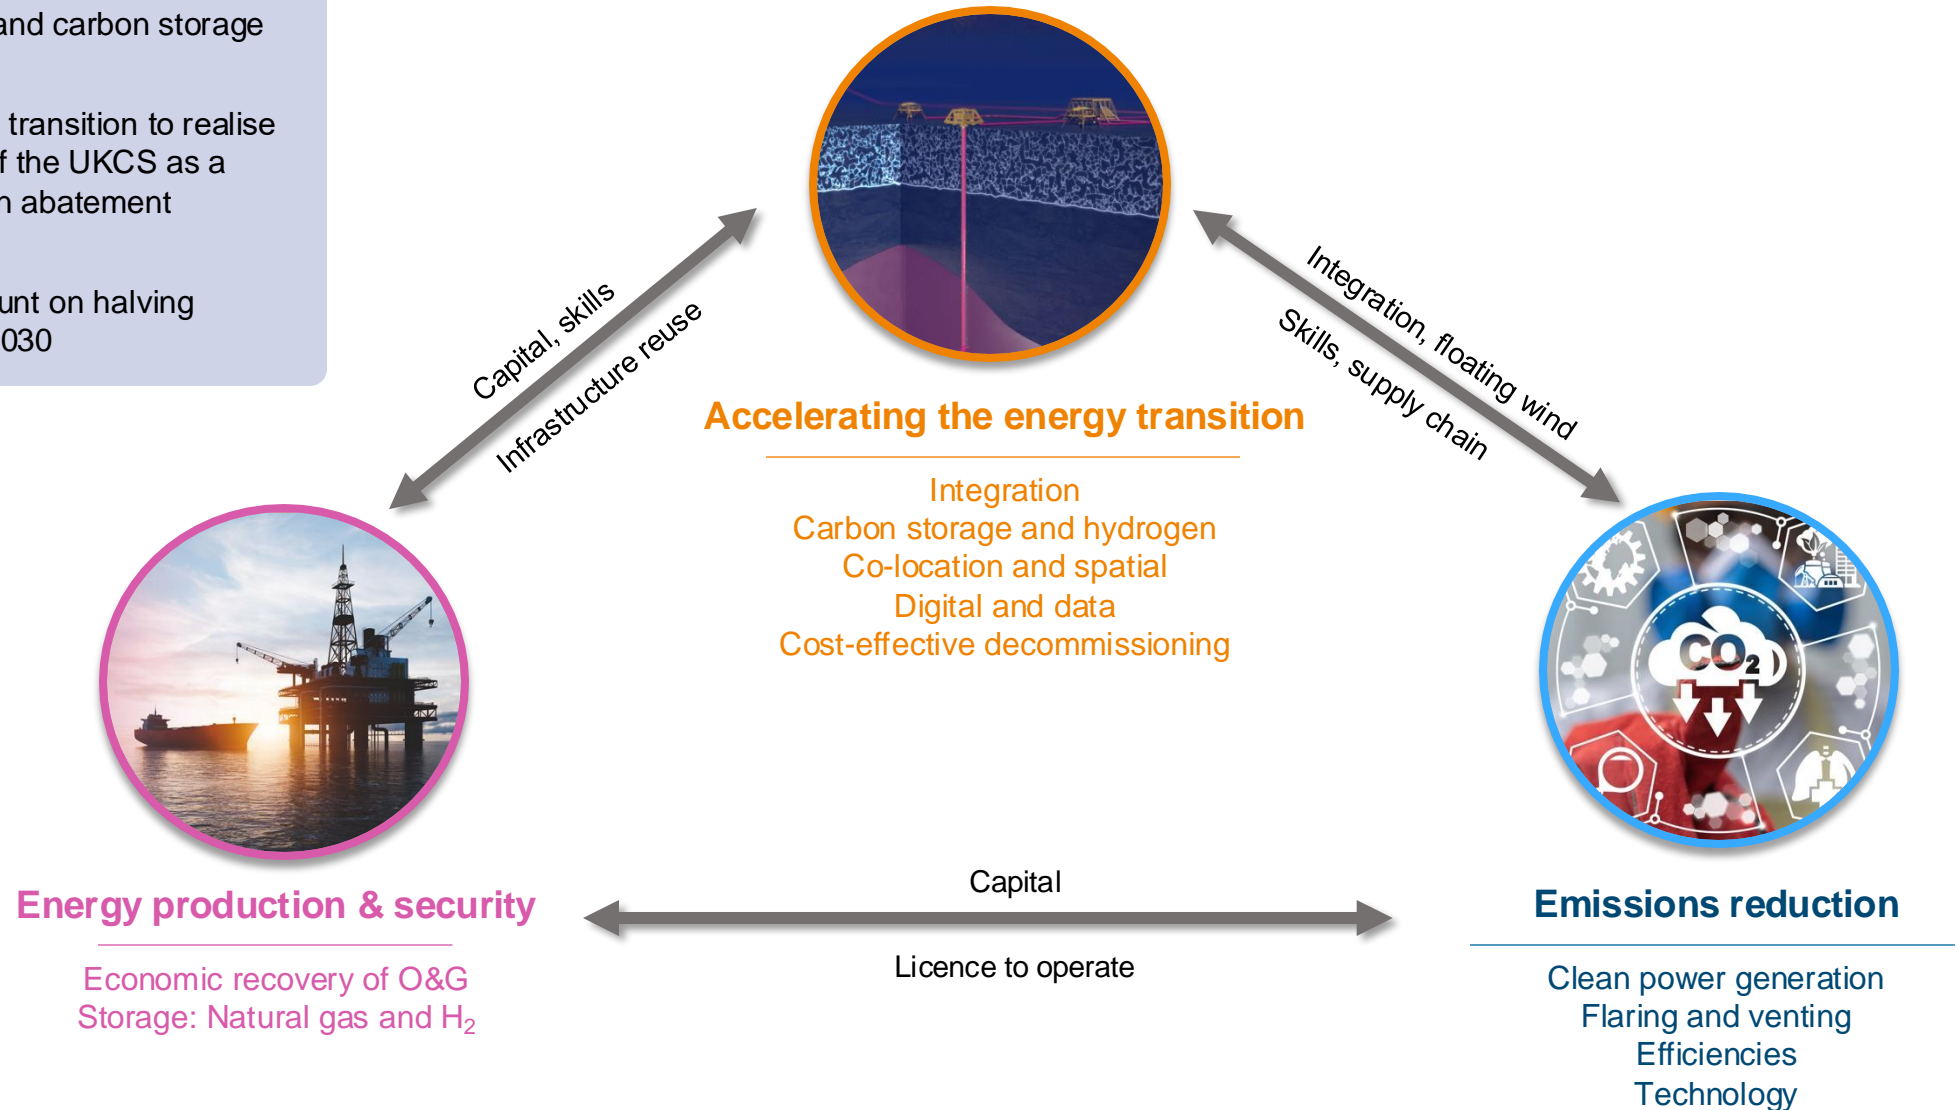 and carbon storage
transition to realise
f the UKCS as a
n abatement
unt on halving
030
Capital, skills
Infrastructure reuse
Integration, floating wind
Skills, supply chain
Accelerating the energy transition
Integration
Carbon storage and hydrogen
Co-location and spatial
Digital and data
Cost-effective decommissioning
CO₂
Energy production & security
Economic recovery of O&G
Storage: Natural gas and H₂
Capital
Licence to operate
Emissions reduction
Clean power generation
Flaring and venting
Efficiencies
Technology